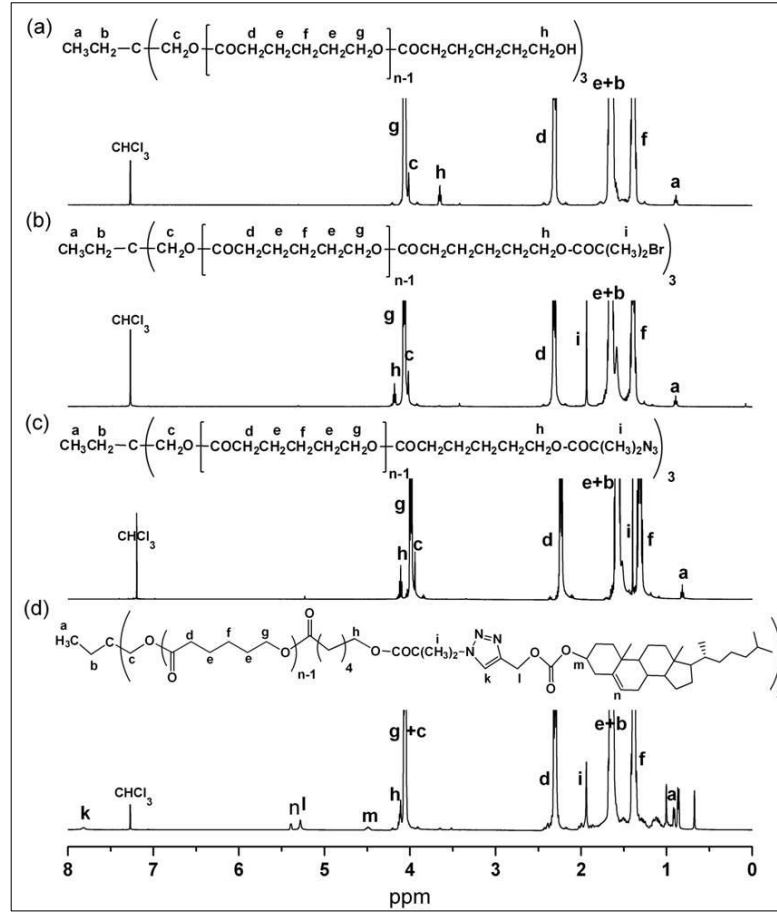 (a)
a b c d e f e g h
CH₃CH₂—C—(CH₂O—[COCH₂CH₂CH₂CH₂CH₂O]n-1—COCH₂CH₂CH₂CH₂CH₂OH)₃
CHCl₃ g c h d e+b f a
(b)
a b c d e f e g h i
CH₃CH₂—C—(CH₂O—[COCH₂CH₂CH₂CH₂CH₂O]n-1—COCH₂CH₂CH₂CH₂CH₂O—COC(CH₃)₂Br)₃
CHCl₃ h g c d i e+b f a
(c)
a b c d e f e g h i
CH₃CH₂—C—(CH₂O—[COCH₂CH₂CH₂CH₂CH₂O]n-1—COCH₂CH₂CH₂CH₂CH₂O—COC(CH₃)₂N₃)₃
CHCl₃ h g c d e+b i f a
(d)
a H₃C b c O O d e f e g O n-1 O 4 h O—COC(CH₃)₂— i N N=N k l O O O m n
k CHCl₃ n l m h g+c d i e+b f a
8 7 6 5 4 3 2 1 0
ppm